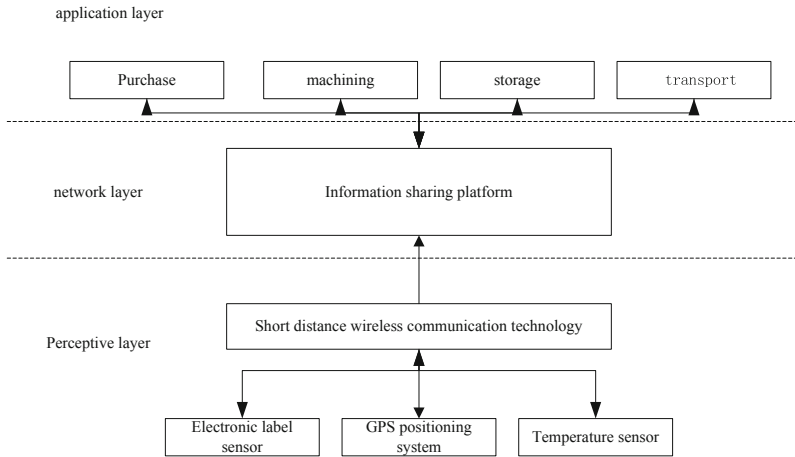 application layer
Purchase
machining
storage
transport
network layer
Information sharing platform
Short distance wireless communication technology
Perceptive layer
Electronic label
sensor
GPS positioning
system
Temperature sensor